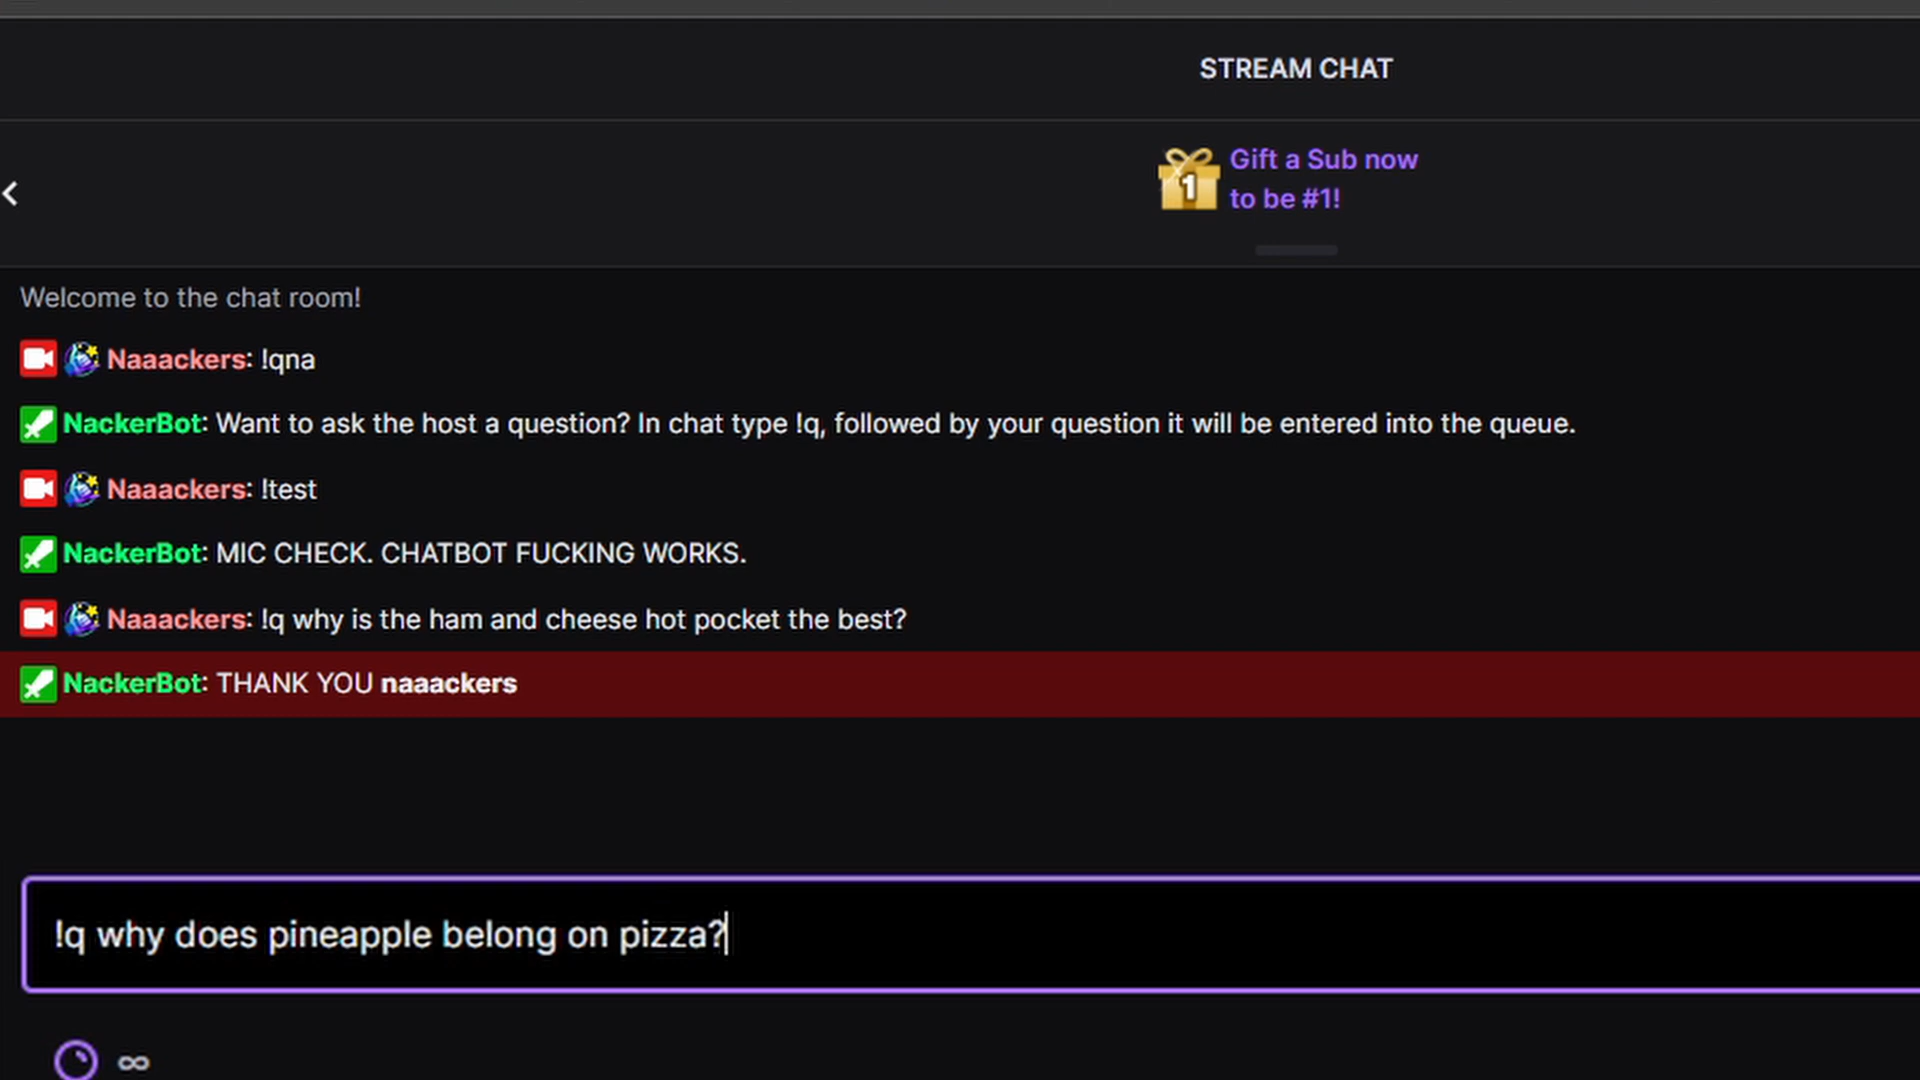 STREAM CHAT
1
Gift a Sub now
to be #1!
Welcome to the chat room!
Naaackers: !qna
NackerBot: Want to ask the host a question? In chat type !q, followed by your question it will be entered into the queue.
Naaackers: !test
NackerBot: MIC CHECK. CHATBOT FUCKING WORKS.
Naaackers: !q why is the ham and cheese hot pocket the best?
NackerBot: THANK YOU naaackers
!q why does pineapple belong on pizza?
∞